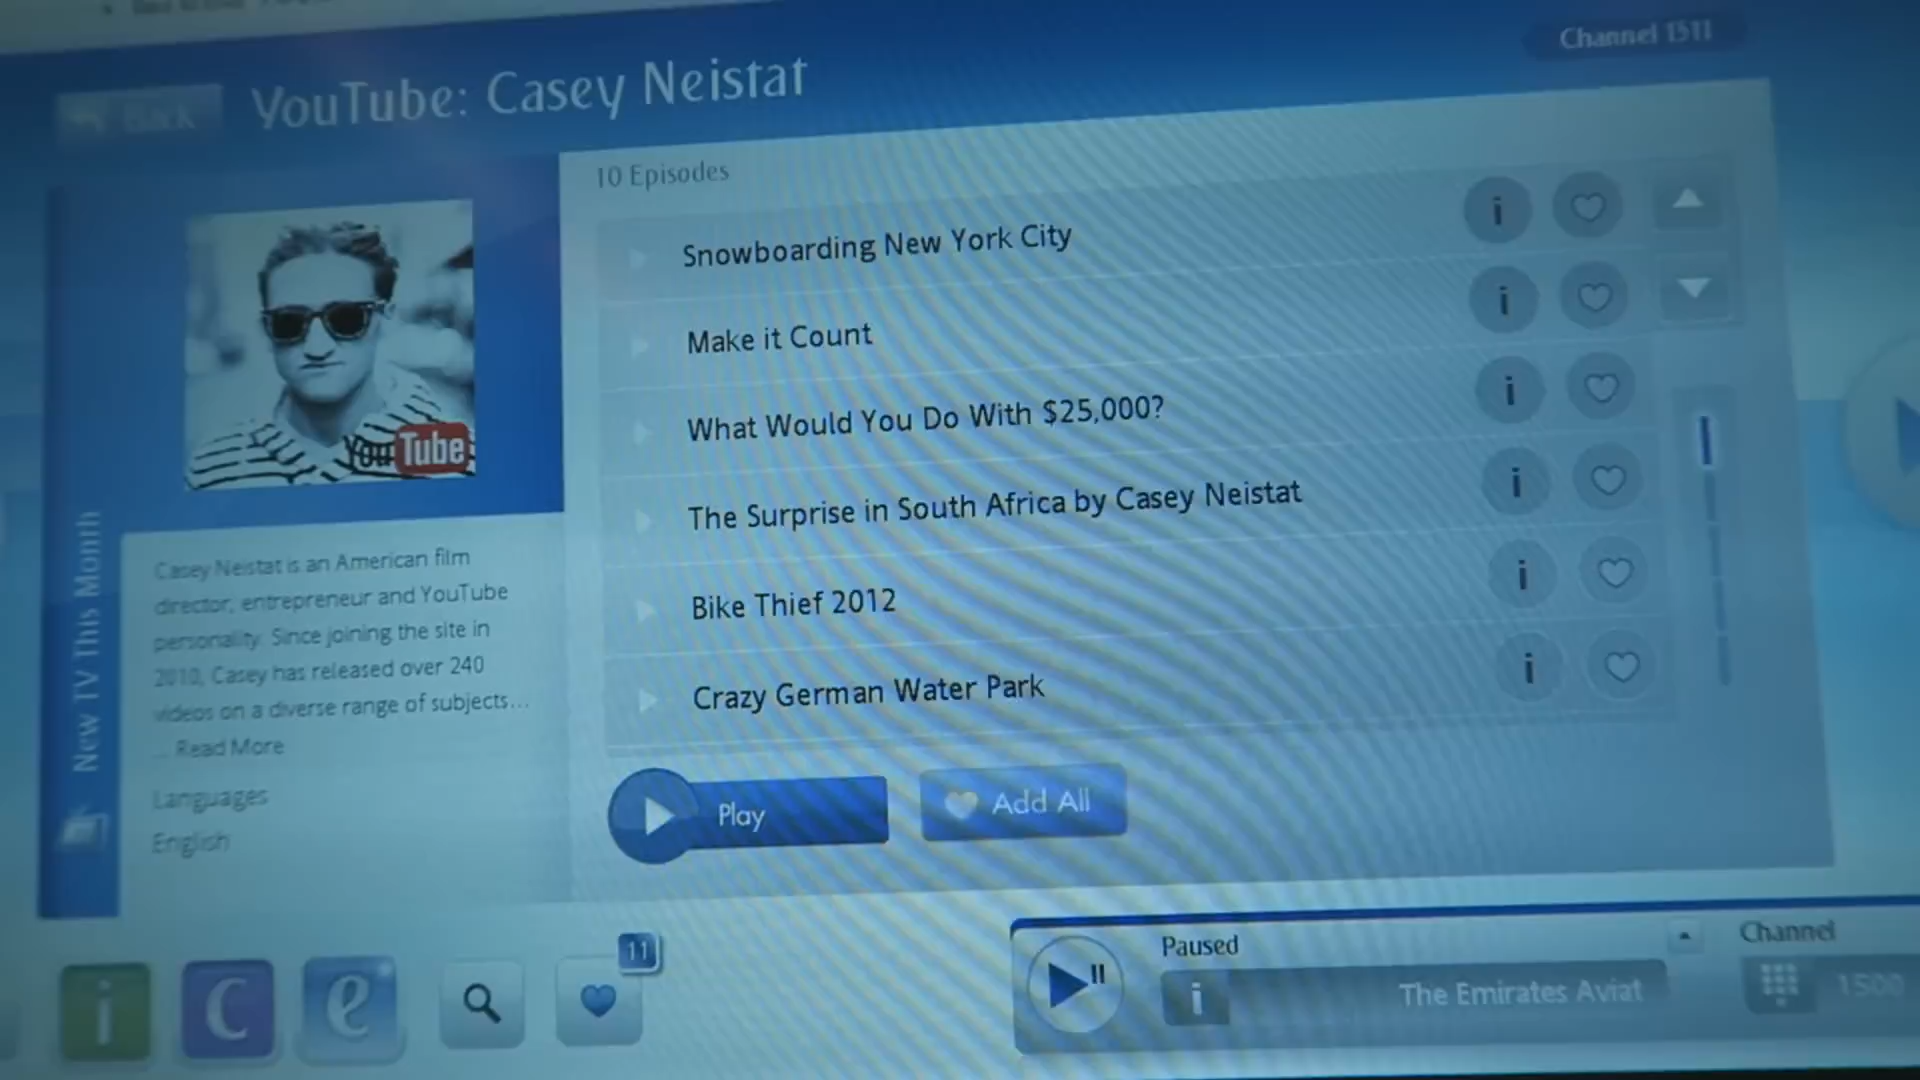 Channel 1511
Back
YouTube: Casey Neistat
10 Episodes
Snowboarding New York City
Make it Count
What Would You Do With $25,000?
The Surprise in South Africa by Casey Neistat
Bike Thief 2012
Crazy German Water Park
You Tube
New TV This Month
Casey Neistat is an American film
director, entrepreneur and YouTube
personality. Since joining the site in
2010, Casey has released over 240
videos on a diverse range of subjects...
... Read More
Languages
English
Play
Add All
i
C
e
11
Paused
The Emirates Aviat
Channel
1500